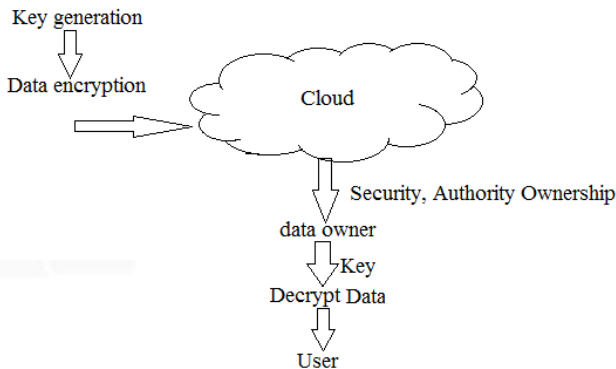 Key generation
Data encryption
Cloud
Security, Authority Ownership
data owner
Key
Decrypt Data
User